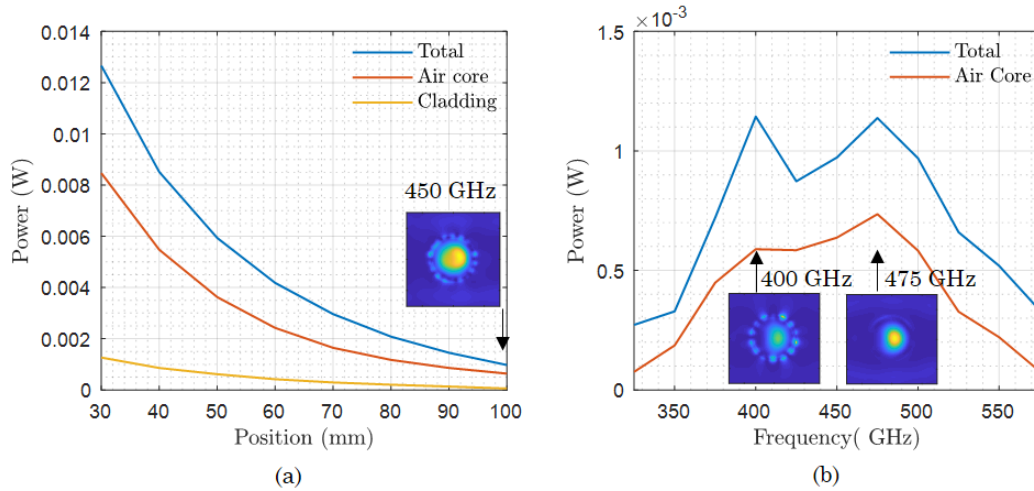 0.014
0.012
0.01
0.008
0.006
0.004
0.002
0
Power (W)
Total
Air core
Cladding
450 GHz
30 40 50 60 70 80 90 100
Position (mm)
(a)
×10⁻³
1.5
1
0.5
0
Power (W)
Total
Air Core
400 GHz
475 GHz
350 400 450 500 550
Frequency( GHz)
(b)